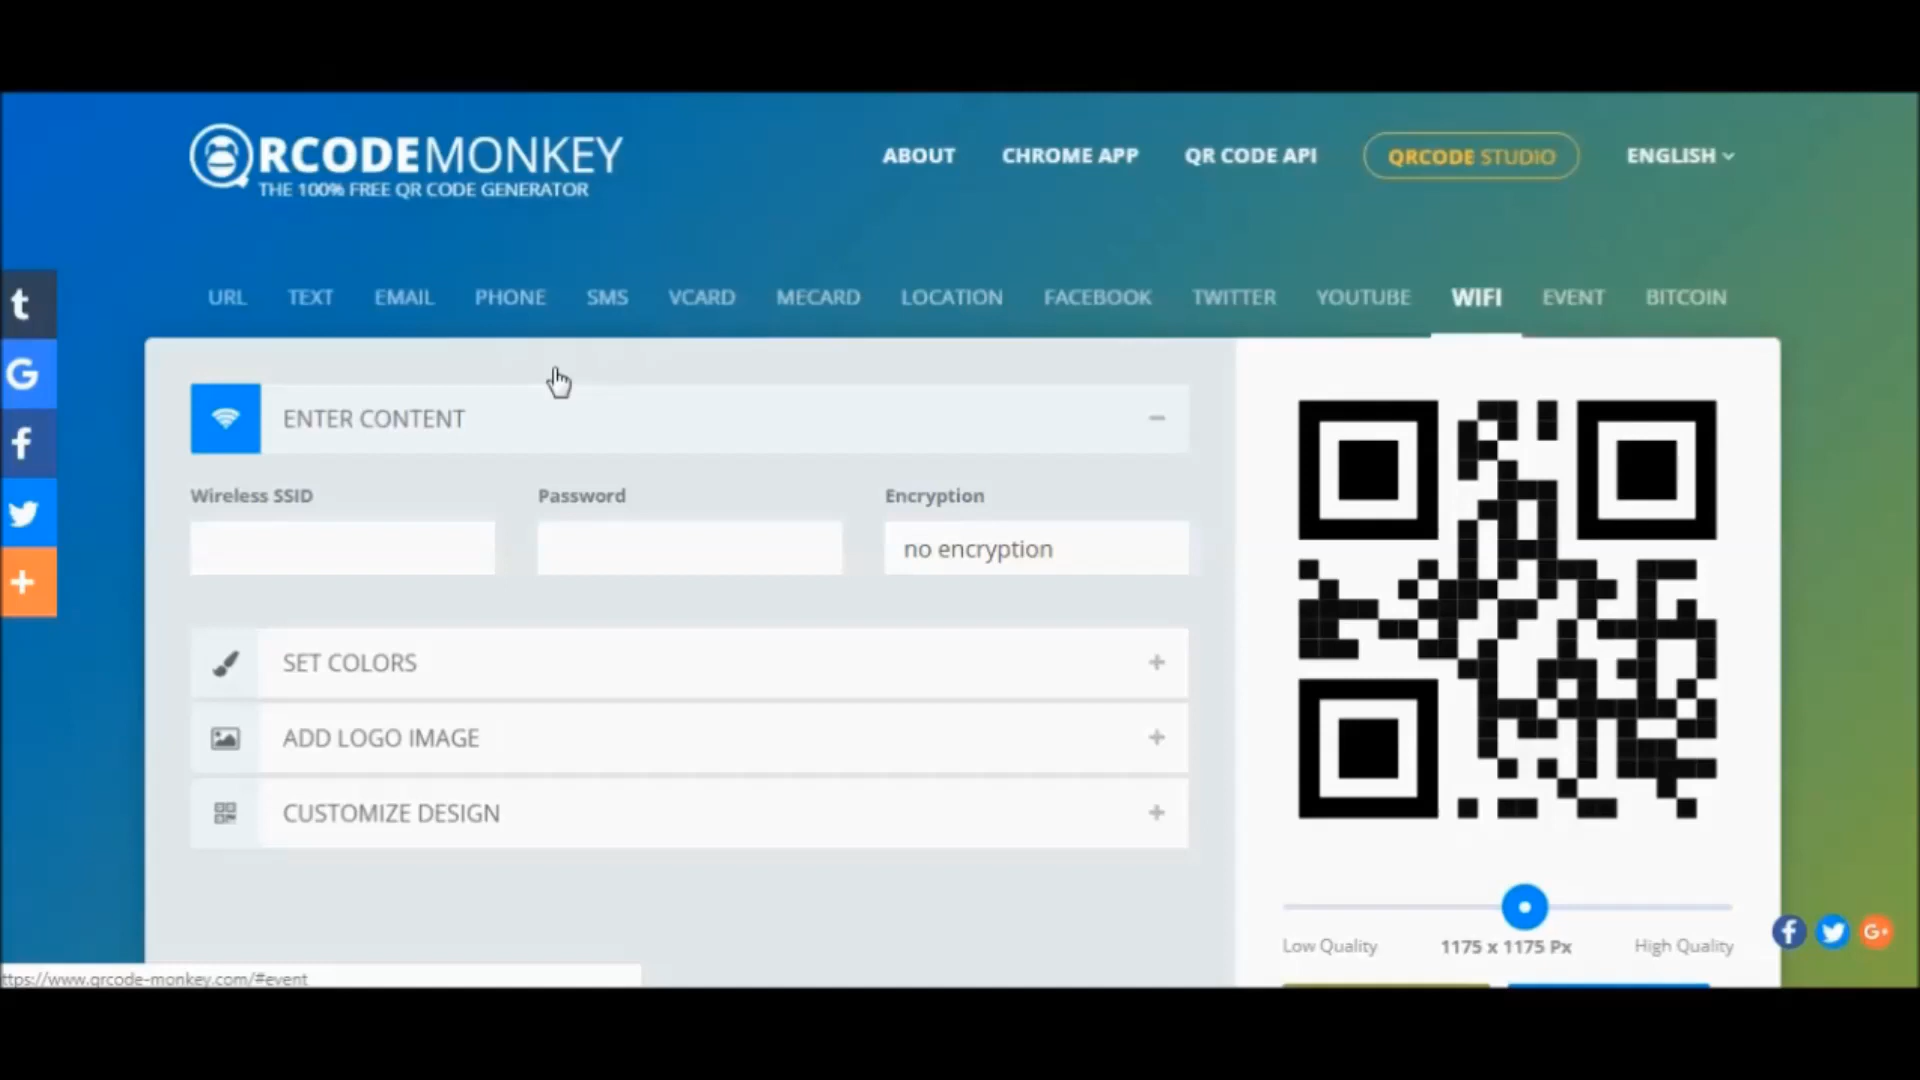 RCODEMONKEY
THE 100% FREE QR CODE GENERATOR
ABOUT
CHROME APP
QR CODE API
QRCODE STUDIO
ENGLISH
URL
TEXT
EMAIL
PHONE
SMS
VCARD
MECARD
LOCATION
FACEBOOK
TWITTER
YOUTUBE
WIFI
EVENT
BITCOIN
ENTER CONTENT
Wireless SSID
Password
Encryption
no encryption
SET COLORS
ADD LOGO IMAGE
CUSTOMIZE DESIGN
Low Quality
1175 x 1175 Px
High Quality
ttps://www.qrcode-monkey.com/#event